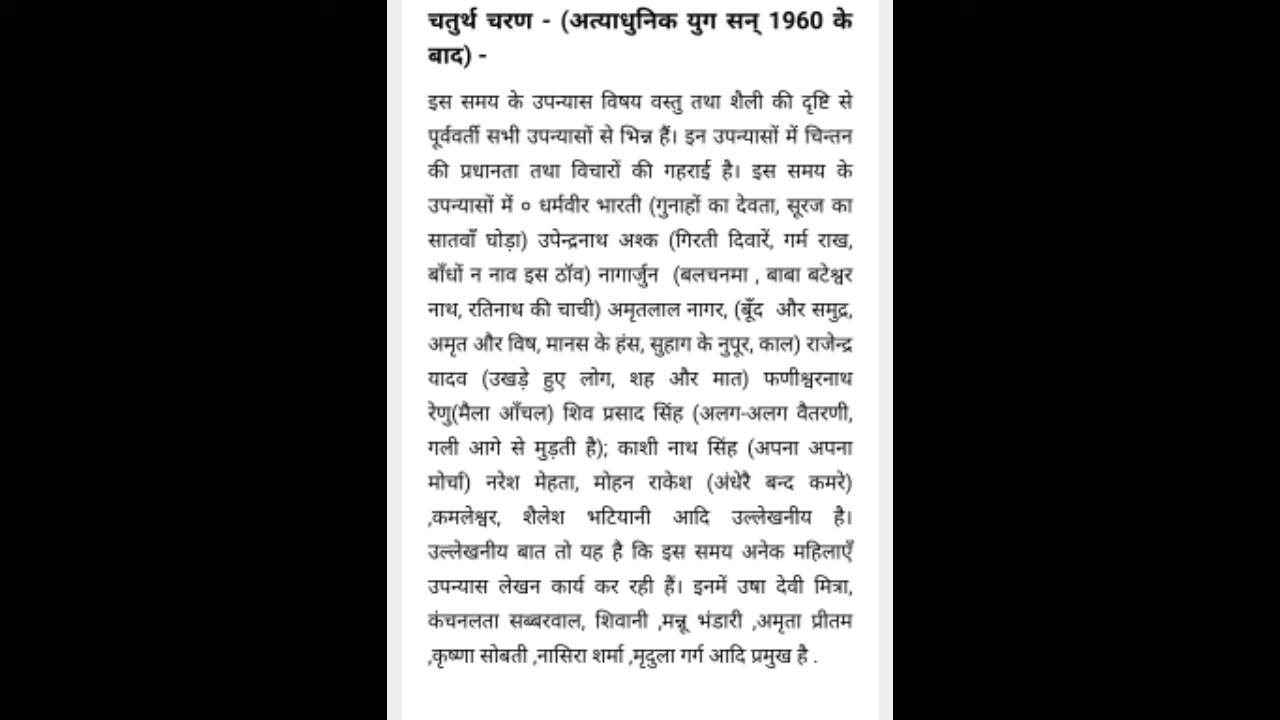 चतुर्थ चरण - (अत्याधुनिक युग सन् 1960 के
बाद) -
इस समय के उपन्यास विषय वस्तु तथा शैली की दृष्टि से
पूर्ववर्ती सभी उपन्यासों से भिन्न हैं। इन उपन्यासों में चिन्तन
की प्रधानता तथा विचारों की गहराई है। इस समय के
उपन्यासों में ० धर्मवीर भारती (गुनाहों का देवता, सूरज का
सातवाँ घोड़ा) उपेन्द्रनाथ अश्क (गिरती दिवारें, गर्म राख,
बाँधों न नाव इस ठॉव) नागार्जुन (बलचनमा , बाबा बटेश्वर
नाथ, रतिनाथ की चाची) अमृतलाल नागर, (बूँद और समुद्र,
अमृत और विष, मानस के हंस, सुहाग के नुपूर, काल) राजेन्द्र
यादव (उखड़े हुए लोग, शह और मात) फणीश्वरनाथ
रेणु(मैला आँचल) शिव प्रसाद सिंह (अलग-अलग वैतरणी,
गली आगे से मुड़ती है); काशी नाथ सिंह (अपना अपना
मोर्चा) नरेश मेहता, मोहन राकेश (अंधेरै बन्द कमरे)
,कमलेश्वर, शैलेश भटियानी आदि उल्लेखनीय है।
उल्लेखनीय बात तो यह है कि इस समय अनेक महिलाएँ
उपन्यास लेखन कार्य कर रही हैं। इनमें उषा देवी मित्रा,
कंचनलता सब्बरवाल, शिवानी ,मन्नू भंडारी ,अमृता प्रीतम
,कृष्णा सोबती ,नासिरा शर्मा ,मृदुला गर्ग आदि प्रमुख है .